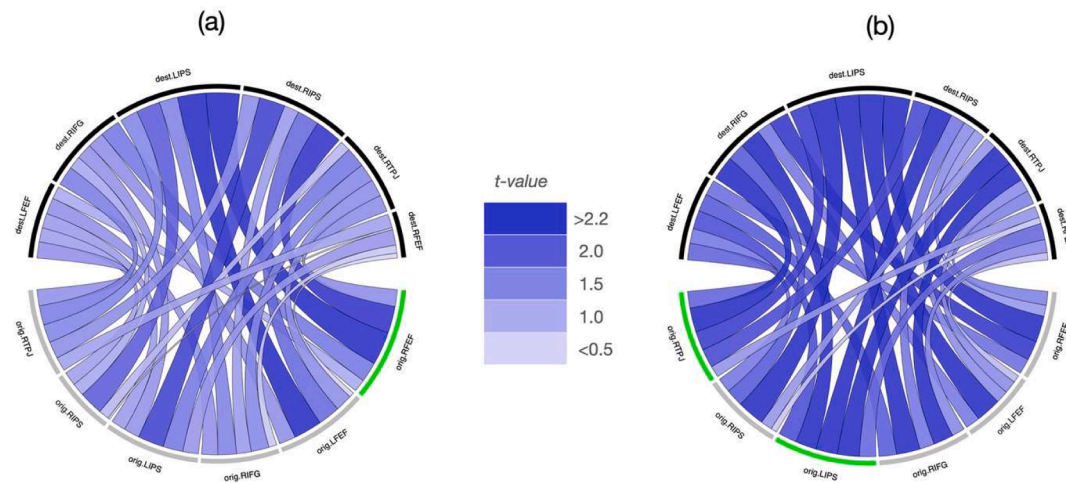 (a)
(b)
dest.LFEF
dest.RIFG
dest.LIPS
dest.RIPS
dest.RTPJ
dest.RFEF
orig.RTPJ
orig.RIPS
orig.LIPS
orig.RIFG
orig.LFEF
orig.RFEF
t-value
>2.2
2.0
1.5
1.0
<0.5
dest.LFEF
dest.RIFG
dest.LIPS
dest.RIPS
dest.RTPJ
orig.RTPJ
orig.RIPS
orig.LIPS
orig.RIFG
orig.LFEF
orig.RFEF